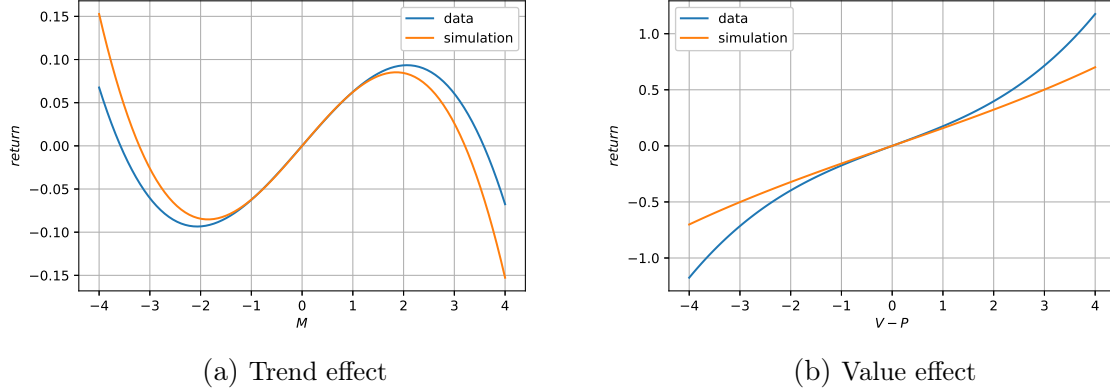 0.15
0.10
0.05
0.00
−0.05
−0.10
−0.15
return
data
simulation
−4 −3 −2 −1 0 1 2 3 4
M
(a) Trend effect
1.0
0.5
0.0
−0.5
−1.0
return
data
simulation
−4 −3 −2 −1 0 1 2 3 4
V − P
(b) Value effect